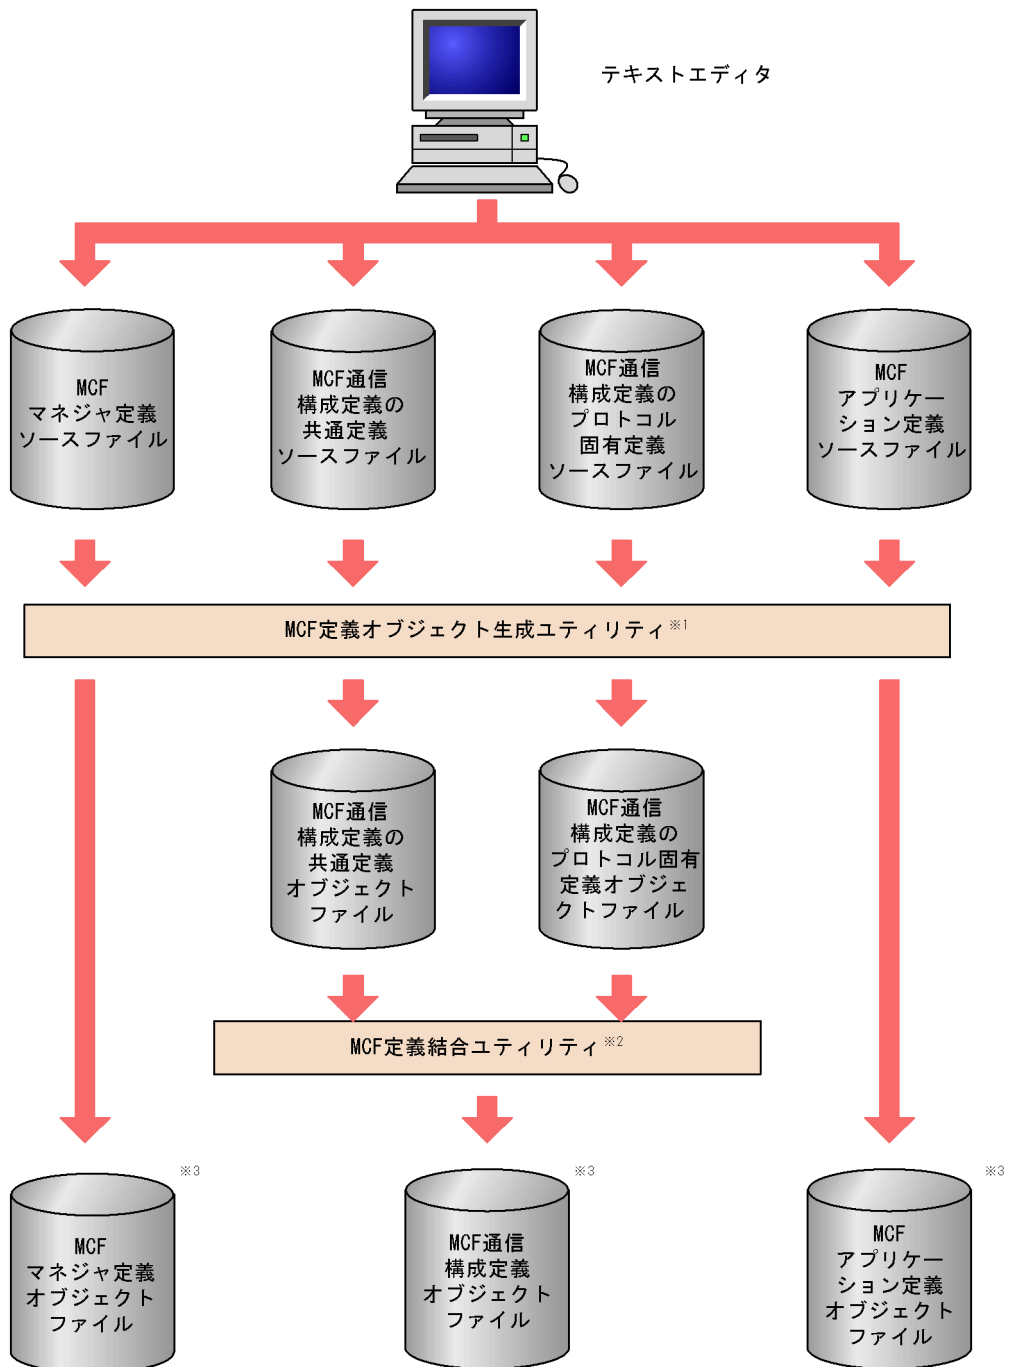 テキストエディタ
MCF
マネジャ定義
ソースファイル
MCF通信
構成定義の
共通定義
ソースファイル
MCF通信
構成定義の
プロトコル
固有定義
ソースファイル
MCF
アプリケー
ション定義
ソースファイル
MCF定義オブジェクト生成ユティリティ※1
MCF通信
構成定義の
共通定義
オブジェクト
ファイル
MCF通信
構成定義の
プロトコル固有
定義オブジェ
クトファイル
MCF定義結合ユティリティ※2
※3
MCF
マネジャ定義
オブジェクト
ファイル
※3
MCF通信
構成定義
オブジェクト
ファイル
※3
MCF
アプリケー
ション定義
オブジェクト
ファイル